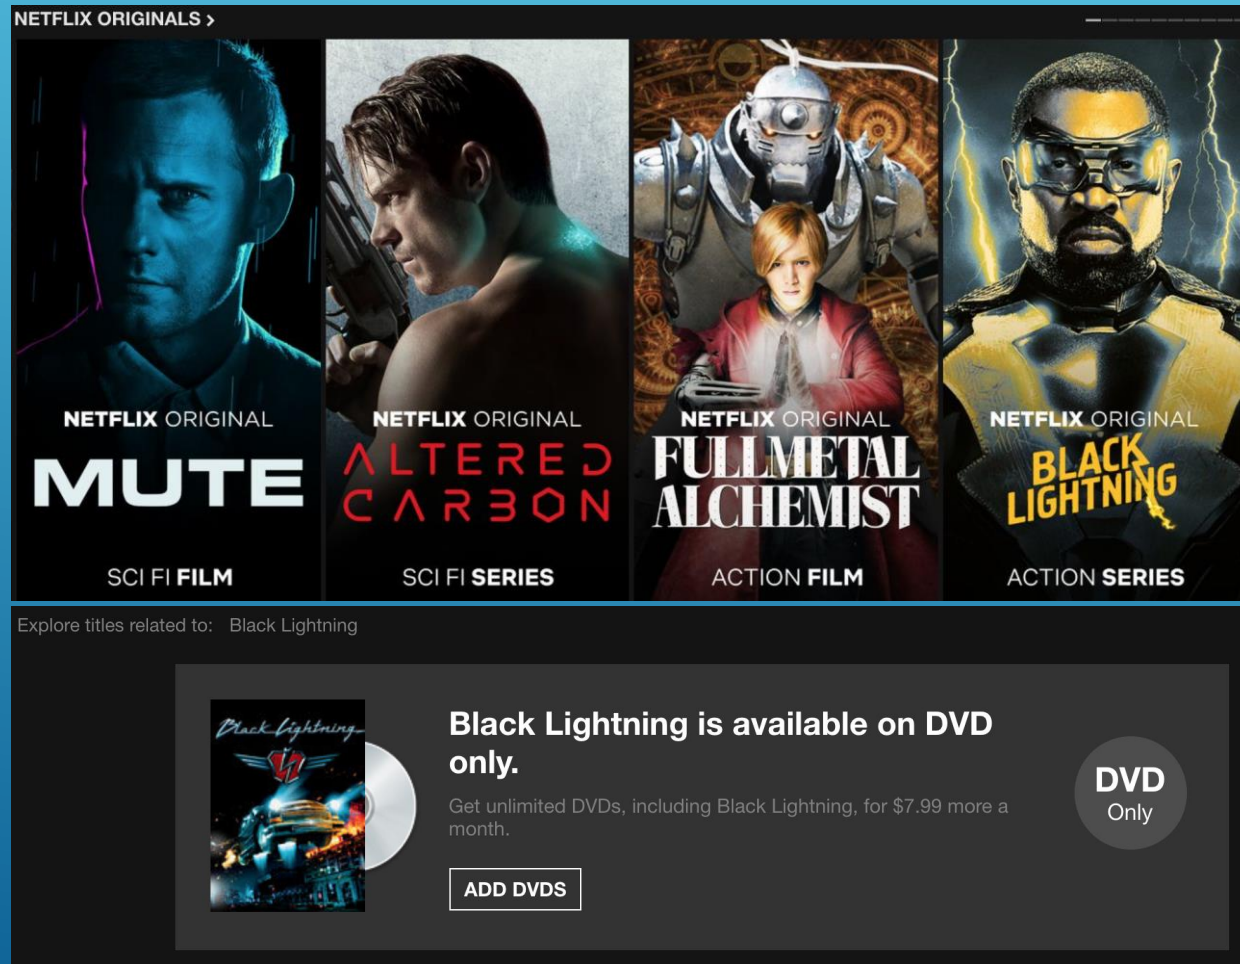 NETFLIX ORIGINALS >
NETFLIX ORIGINAL
MUTE
SCI FI FILM
NETFLIX ORIGINAL
ALTERED
CARBON
SCI FI SERIES
NETFLIX ORIGINAL
FULLMETAL
ALCHEMIST
ACTION FILM
NETFLIX ORIGINAL
BLACK
LIGHTNING
ACTION SERIES
Explore titles related to: Black Lightning
Black Lightning
Black Lightning is available on DVD
only.
Get unlimited DVDs, including Black Lightning, for $7.99 more a
month.
ADD DVDS
DVD
Only